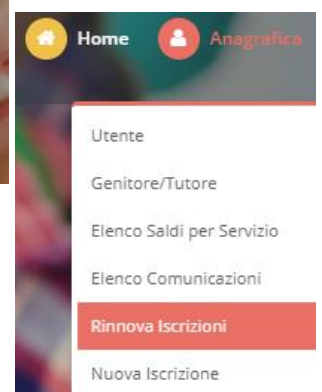 Home Anagrafica
Utente
Genitore/Tutore
Elenco Saldi per Servizio
Elenco Comunicazioni
Rinnova Iscrizioni
Nuova Iscrizione